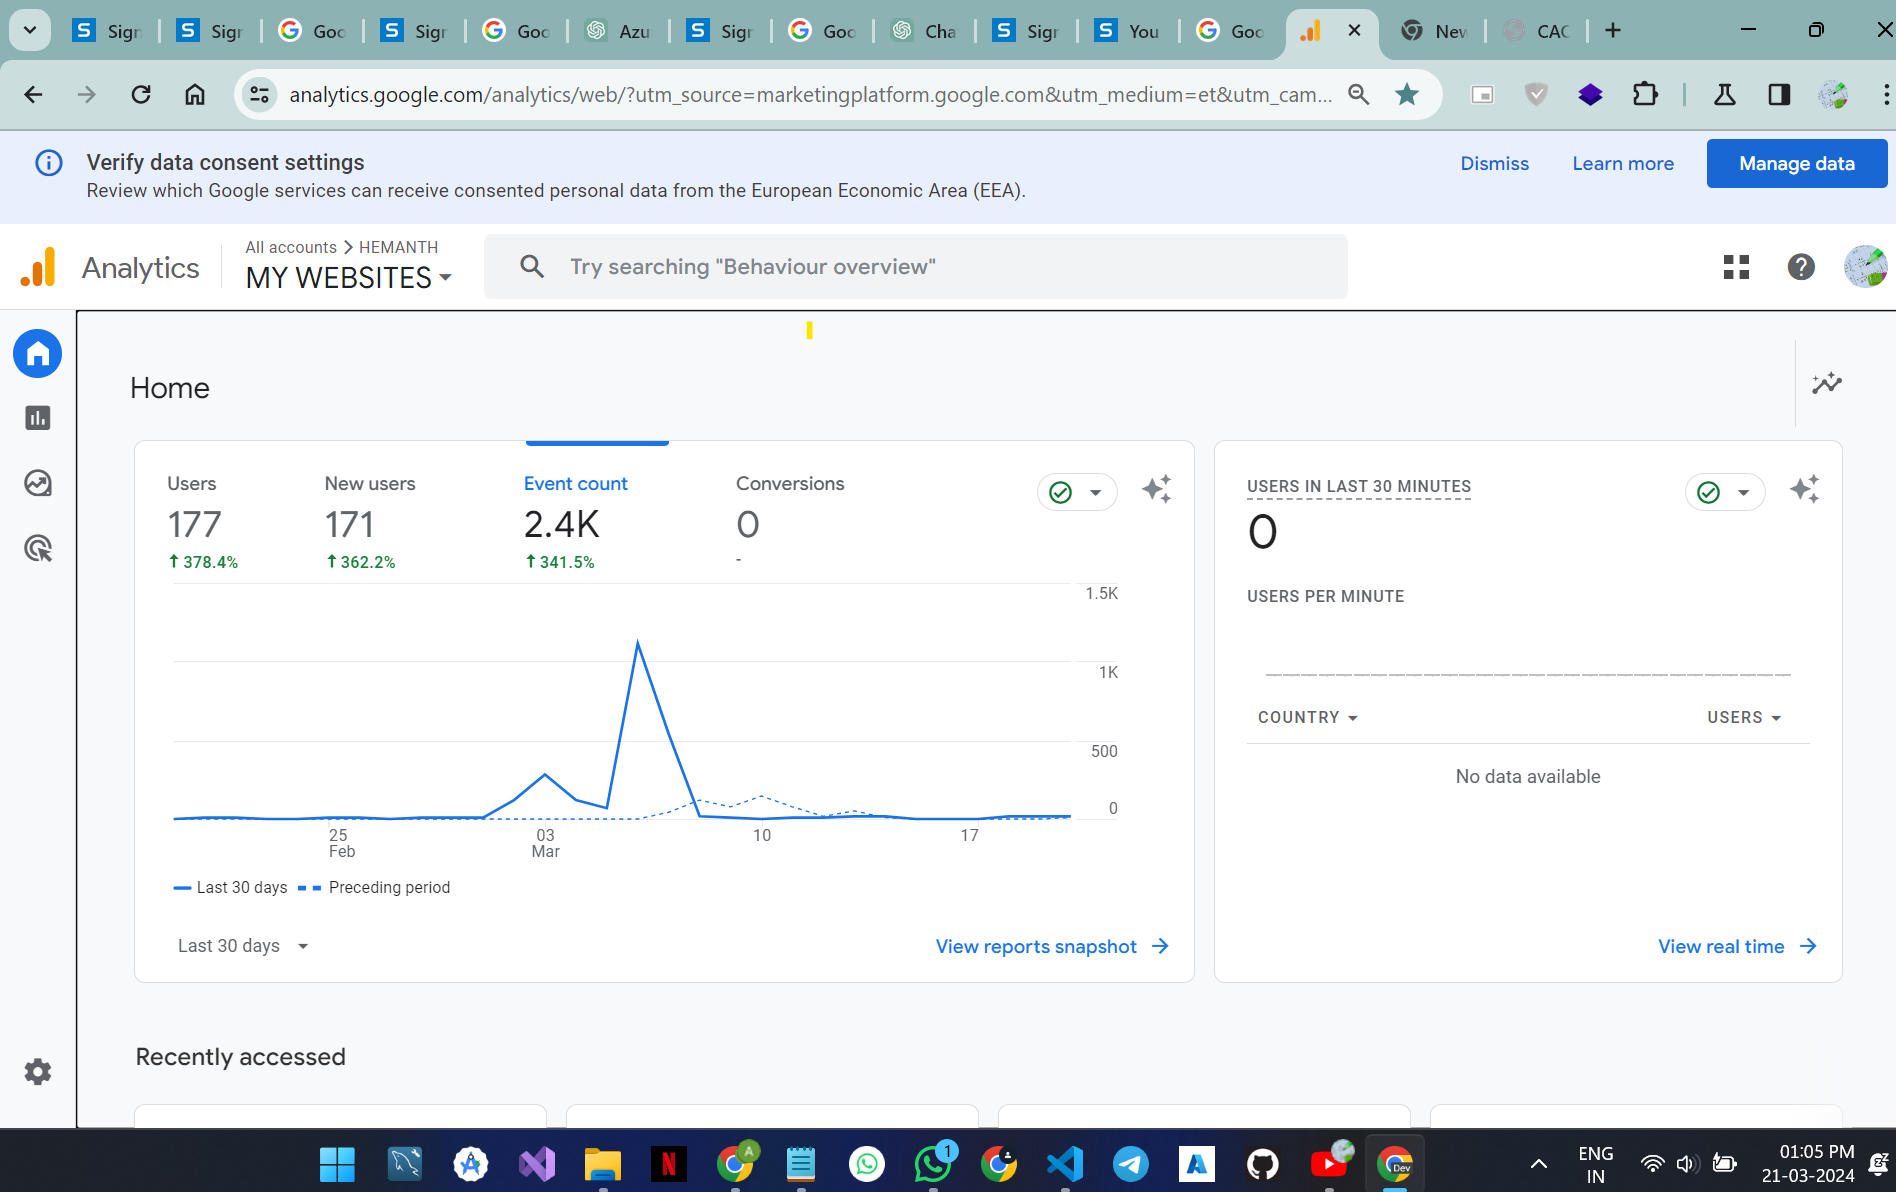 Sign
Sign
Goo
Sign
Goo
Azu
Sign
Goo
Cha
Sign
You
Goo
New
CAC
analytics.google.com/analytics/web/?utm_source=marketingplatform.google.com&utm_medium=et&utm_cam...
Verify data consent settings
Review which Google services can receive consented personal data from the European Economic Area (EEA).
Dismiss
Learn more
Manage data
Analytics
All accounts > HEMANTH
MY WEBSITES
Try searching "Behaviour overview"
Home
Users
177
378.4%
New users
171
362.2%
Event count
2.4K
341.5%
Conversions
0
-
1.5K
1K
500
0
25
Feb
03
Mar
10
17
Last 30 days
Preceding period
Last 30 days
View reports snapshot
USERS IN LAST 30 MINUTES
0
USERS PER MINUTE
COUNTRY
USERS
No data available
View real time
Recently accessed
A
1
Dev
ENG
IN
01:05 PM
21-03-2024